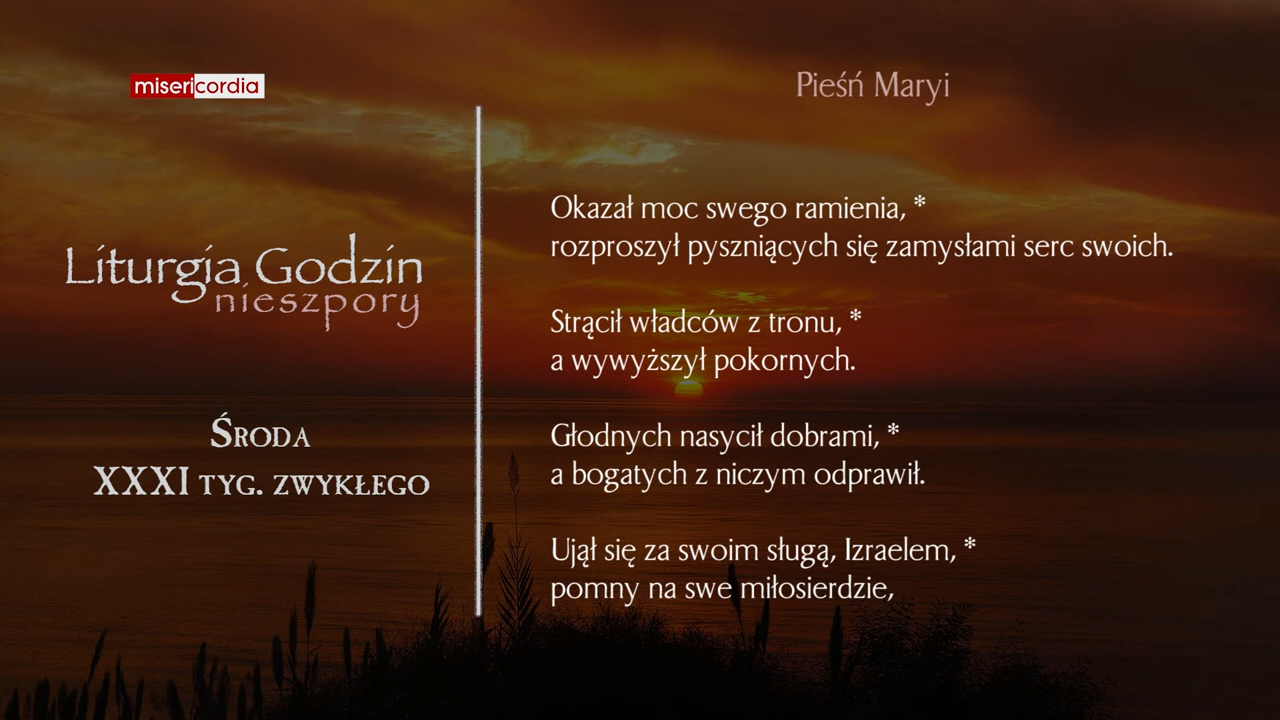 misericordia
Liturgia Godzin
nieszpory
Środa
XXXI tyg. zwykłego
Pieśń Maryi
Okazał moc swego ramienia, *
rozproszył pyszniących się zamysłami serc swoich.
Strącił władców z tronu, *
a wywyższył pokornych.
Głodnych nasycił dobrami, *
a bogatych z niczym odprawił.
Ujął się za swoim sługą, Izraelem, *
pomny na swe miłosierdzie,